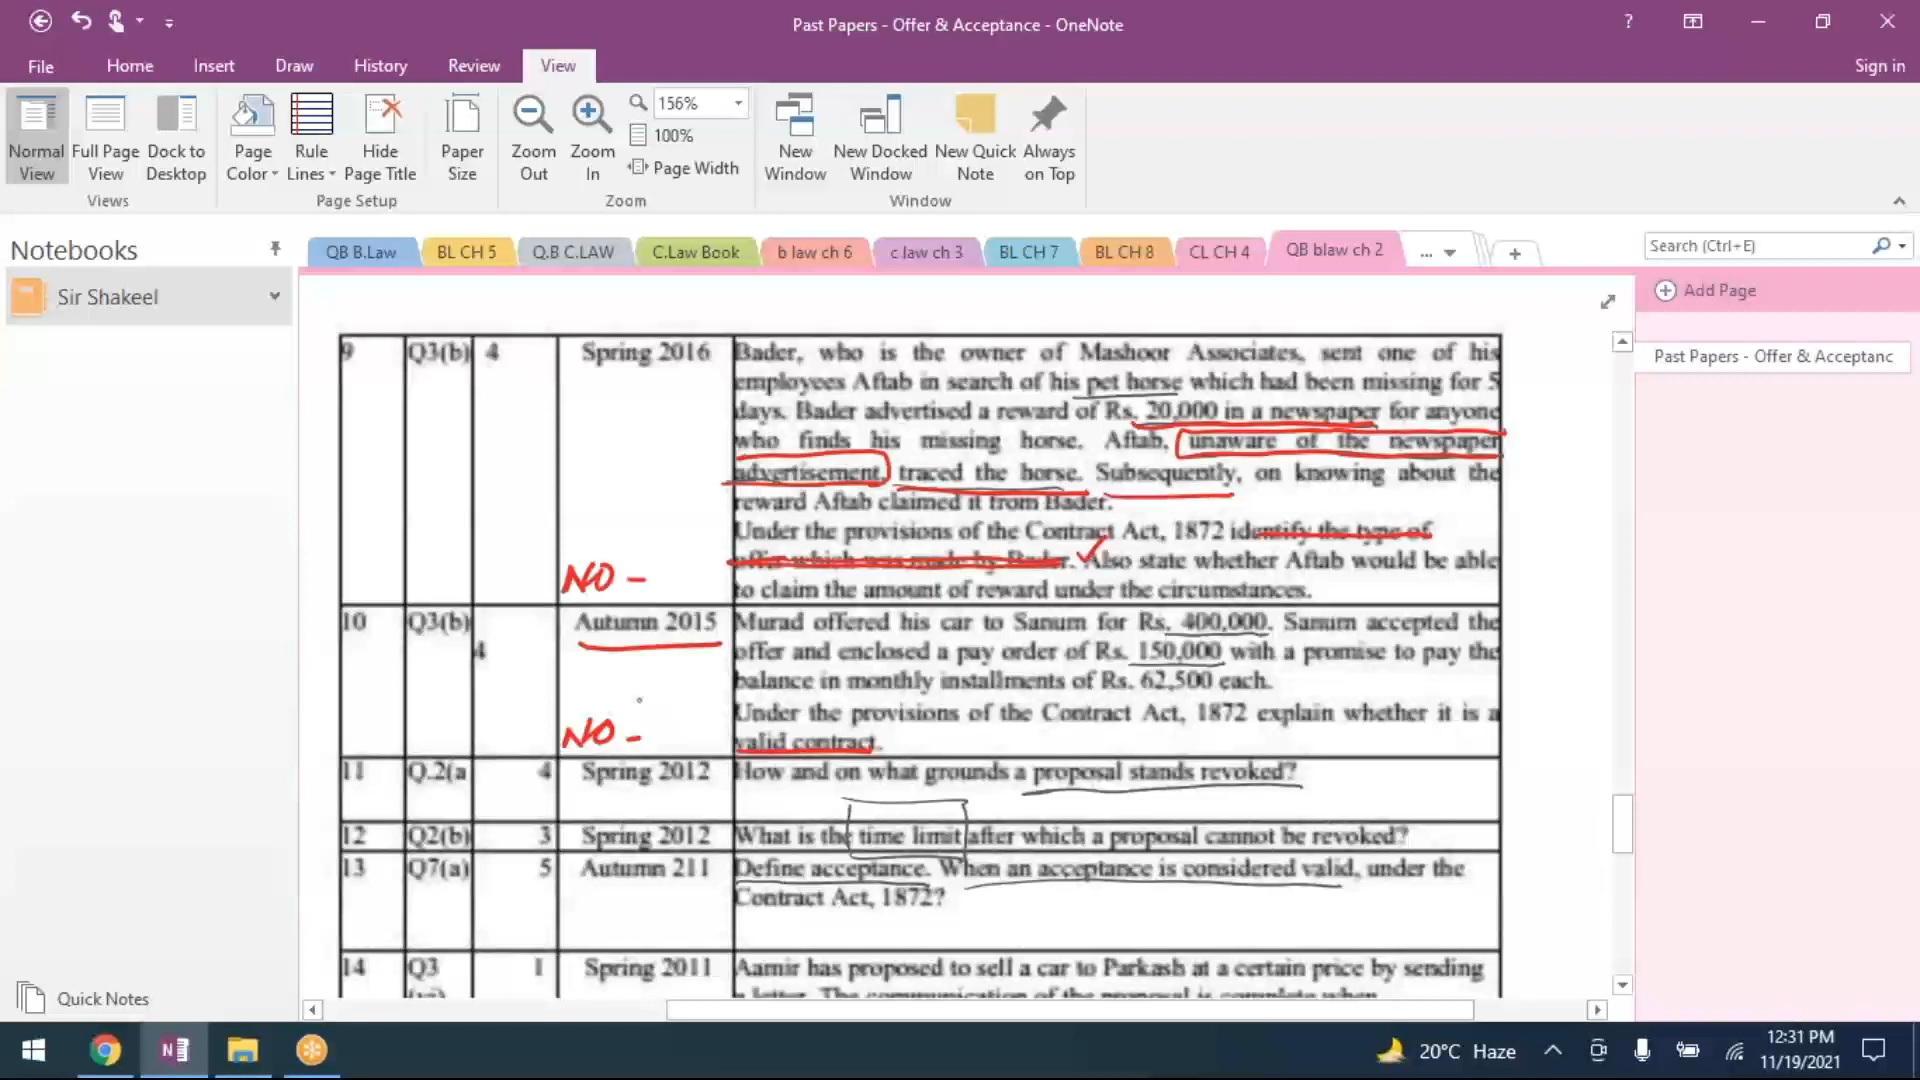 Past Papers - Offer & Acceptance - OneNote
?
File
Home
Insert
Draw
History
Review
View
Sign in
Normal View
Full Page View
Dock to Desktop
Page Color
Rule Lines
Hide Page Title
Paper Size
Zoom Out
Zoom In
156%
100%
Page Width
New Window
New Docked Window
New Quick Note
Always on Top
Views
Page Setup
Zoom
Window
Notebooks
QB B.Law
BL CH 5
Q.B C.LAW
C.Law Book
b law ch 6
c law ch 3
BL CH 7
BL CH 8
CL CH 4
QB blaw ch 2
...
Search (Ctrl+E)
Sir Shakeel
Add Page
Past Papers - Offer & Acceptanc
9 Q3(b) 4 Spring 2016 Bader, who is the owner of Mashoor Associates, sent one of his
employees Aftab in search of his pet horse which had been missing for 5
days. Bader advertised a reward of Rs. 20,000 in a newspaper for anyone
who finds his missing horse. Aftab, unaware of the newspaper
advertisement, traced the horse. Subsequently, on knowing about the
reward Aftab claimed it from Bader.
Under the provisions of the Contract Act, 1872 identify the type of
offer which was made by Bader. Also state whether Aftab would be able
NO - to claim the amount of reward under the circumstances.
10 Q3(b) 4 Autumn 2015 Murad offered his car to Sanum for Rs. 400,000. Sanum accepted the
offer and enclosed a pay order of Rs. 150,000 with a promise to pay the
balance in monthly installments of Rs. 62,500 each.
Under the provisions of the Contract Act, 1872 explain whether it is a
NO - valid contract.
11 Q.2(a 4 Spring 2012 How and on what grounds a proposal stands revoked?
12 Q2(b) 3 Spring 2012 What is the time limit after which a proposal cannot be revoked?
13 Q7(a) 5 Autumn 211 Define acceptance. When an acceptance is considered valid, under the
Contract Act, 1872?
14 Q3 1 Spring 2011 Aamir has proposed to sell a car to Parkash at a certain price by sending
a letter. The communication of the proposal is complete when
Quick Notes
20°C Haze
12:31 PM
11/19/2021